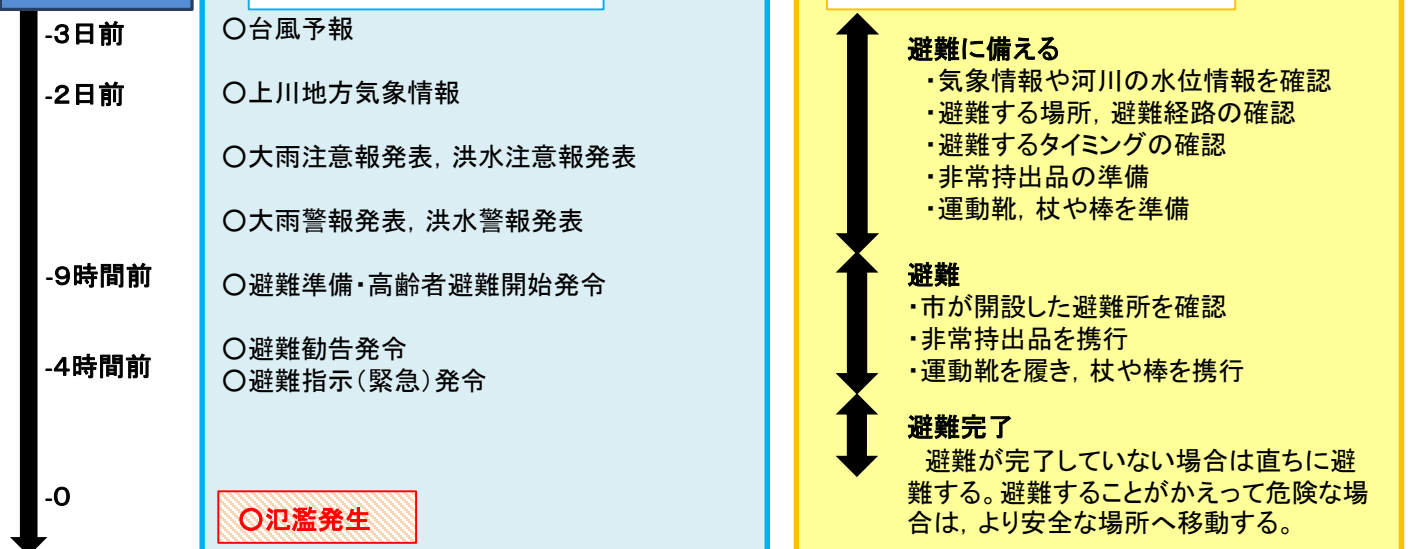 -3日前
-2日前
-9時間前
-4時間前
-0
〇台風予報
〇上川地方気象情報
〇大雨注意報発表，洪水注意報発表
〇大雨警報発表，洪水警報発表
〇避難準備・高齢者避難開始発令
〇避難勧告発令
〇避難指示（緊急）発令
〇氾濫発生
避難に備える
・気象情報や河川の水位情報を確認
・避難する場所，避難経路の確認
・避難するタイミングの確認
・非常持出品の準備
・運動靴，杖や棒を準備
避難
・市が開設した避難所を確認
・非常持出品を携行
・運動靴を履き，杖や棒を携行
避難完了
避難が完了していない場合は直ちに避
難する。避難することがかえって危険な場
合は，より安全な場所へ移動する。